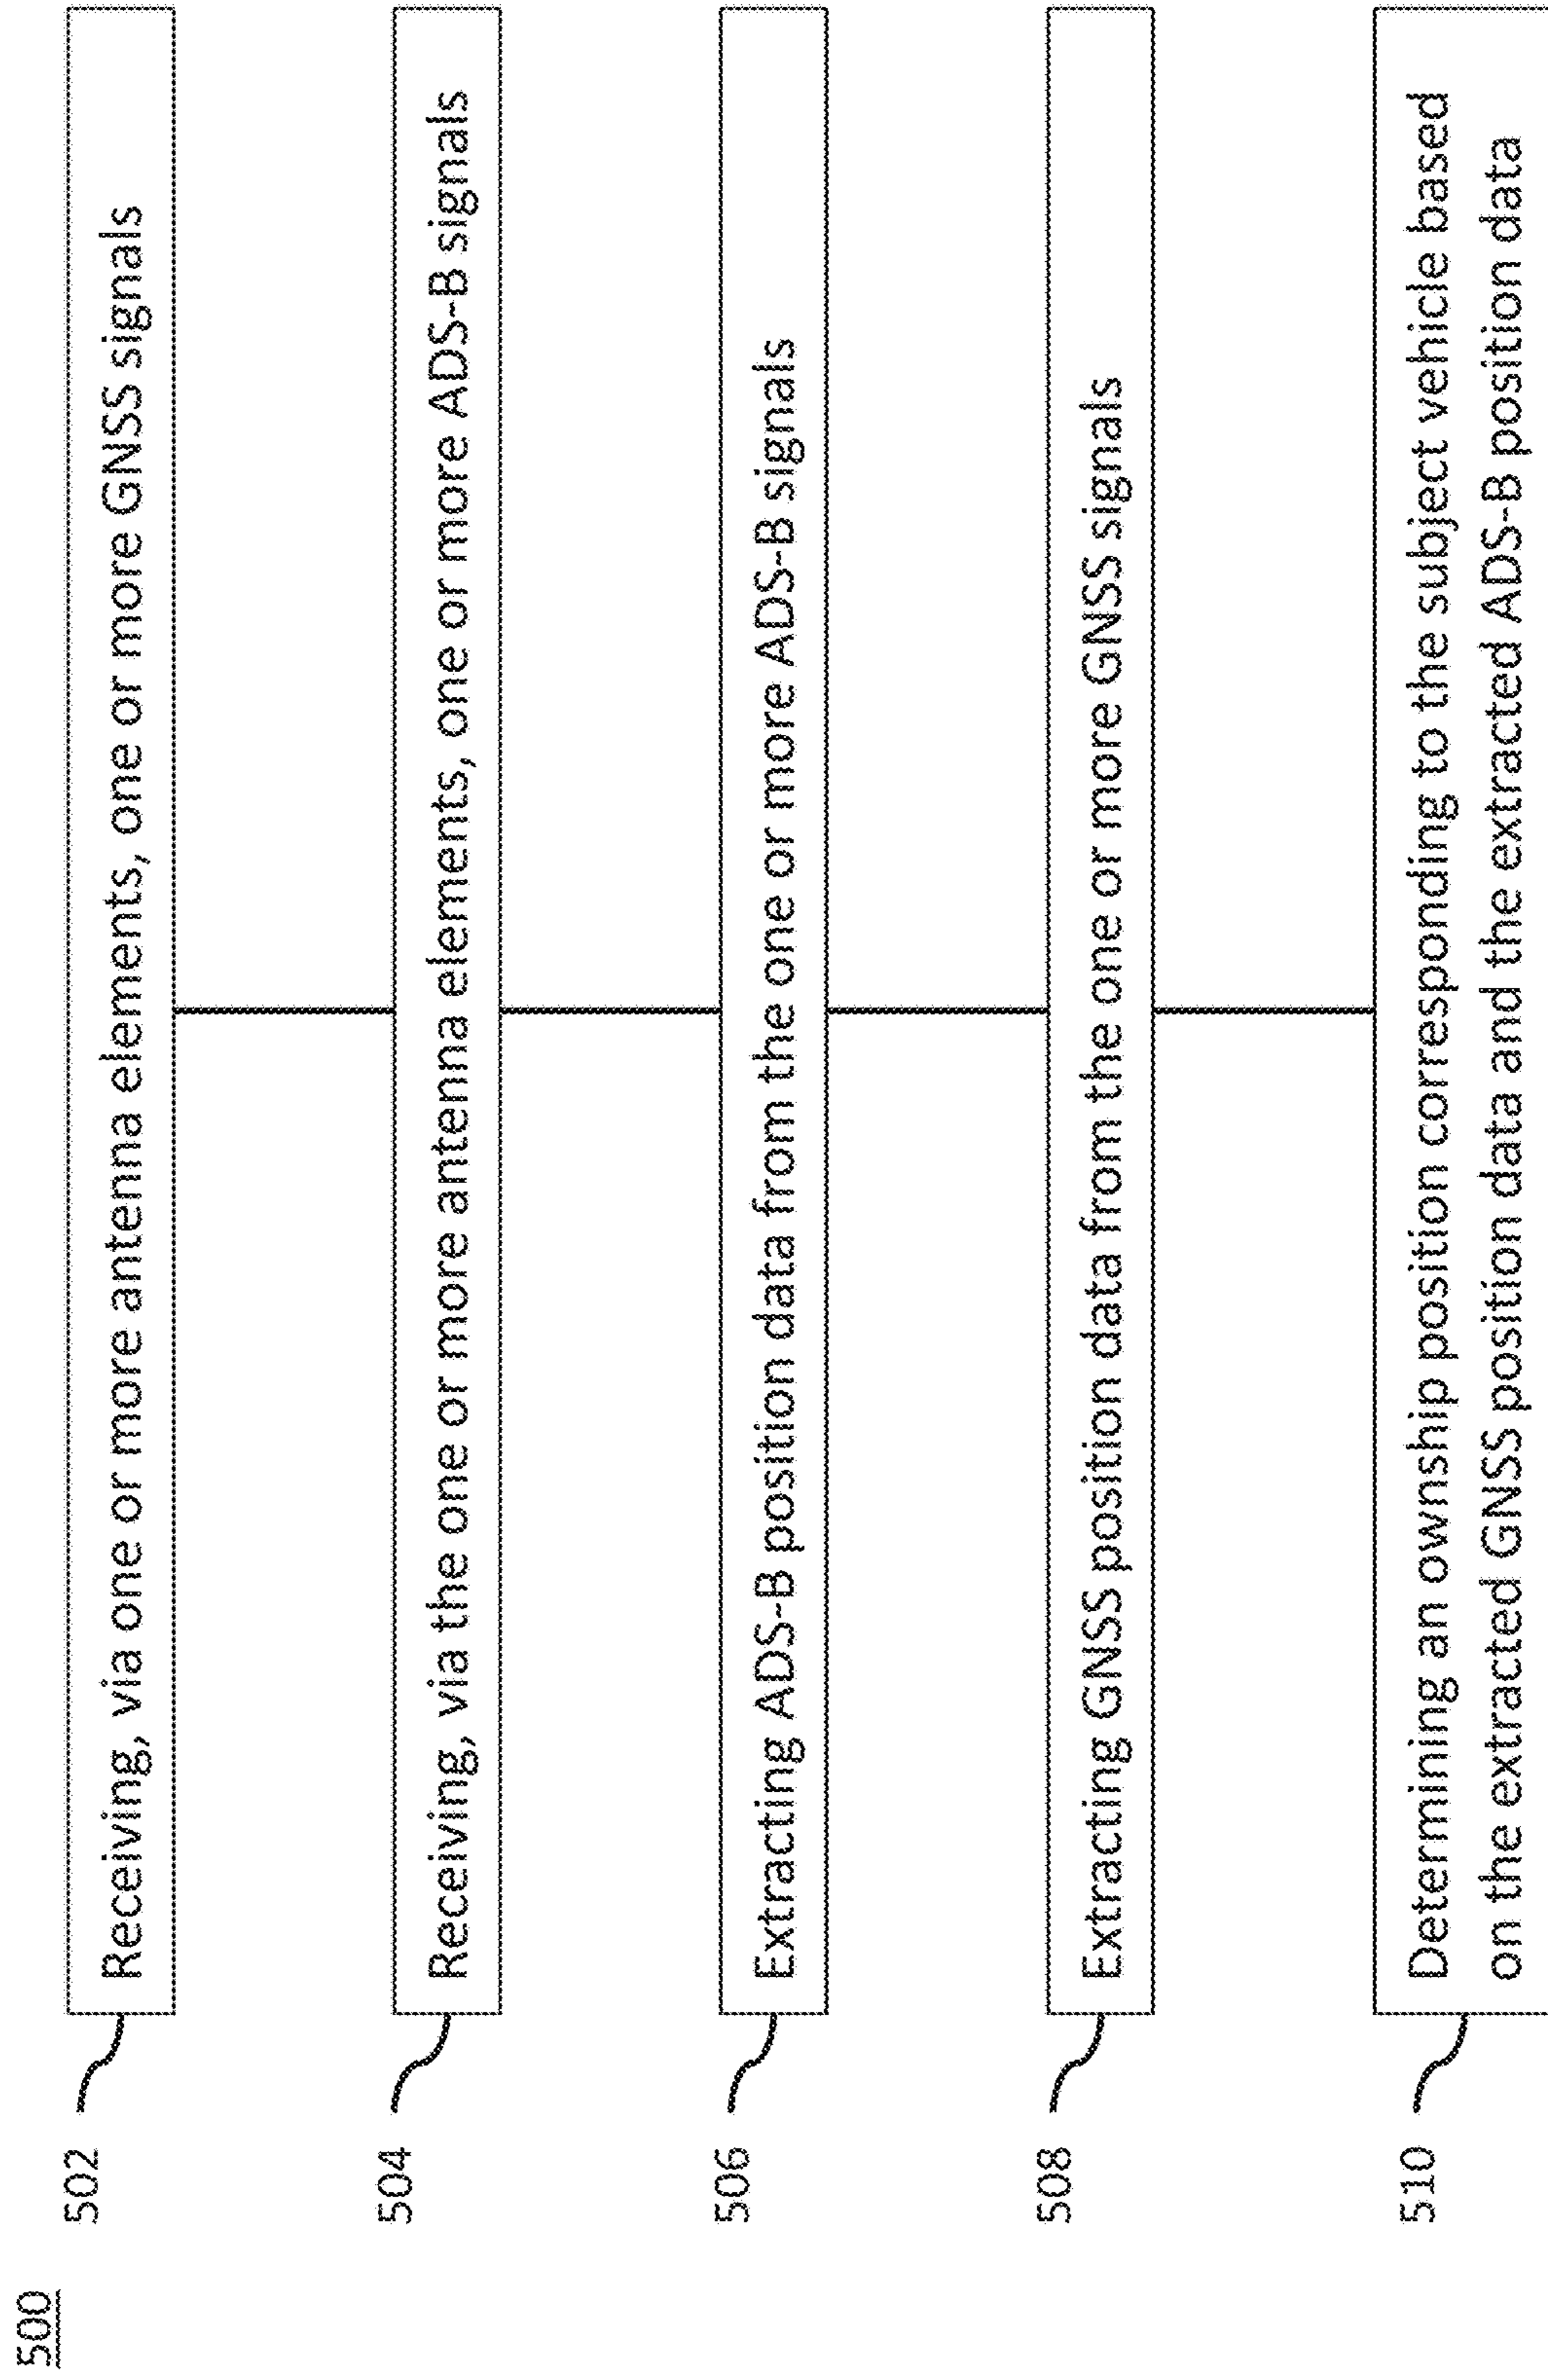 500
502
Receiving, via one or more antenna elements, one or more GNSS signals
504
Receiving, via the one or more antenna elements, one or more ADS-B signals
506
Extracting ADS-B position data from the one or more ADS-B signals
508
Extracting GNSS position data from the one or more GNSS signals
510
Determining an ownship position corresponding to the subject vehicle based
on the extracted GNSS position data and the extracted ADS-B position data